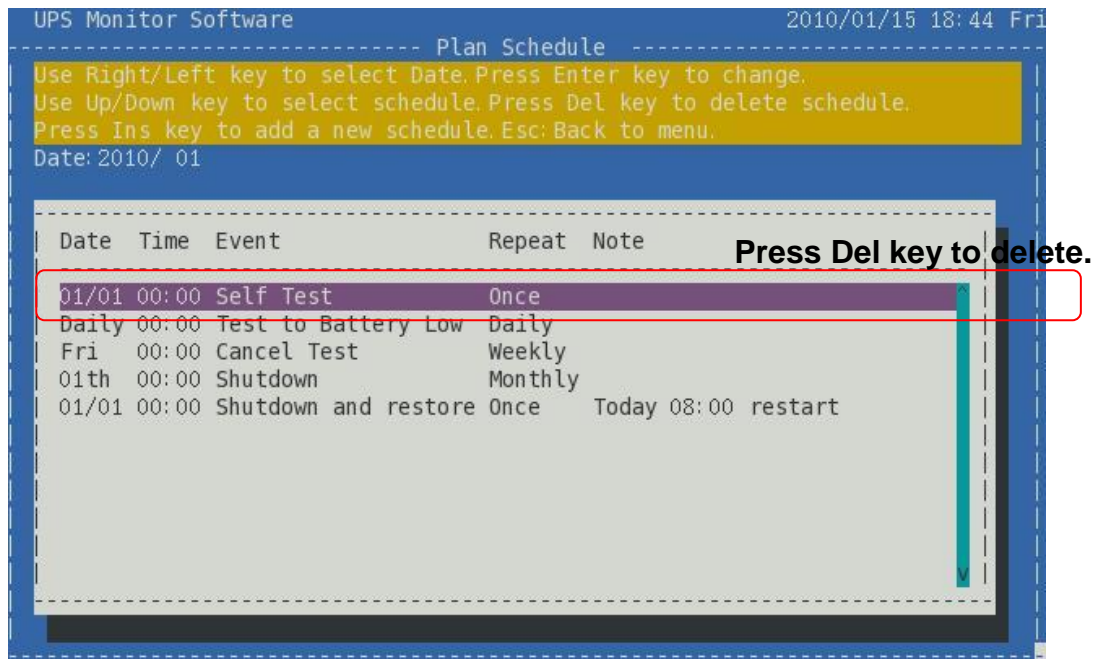 UPS Monitor Software 2010/01/15 18:44 Fri
Plan Schedule
Use Right/Left key to select Date. Press Enter key to change.
Use Up/Down key to select schedule. Press Del key to delete schedule.
Press Ins key to add a new schedule. Esc: Back to menu.
Date: 2010/ 01
Date Time Event Repeat Note
Press Del key to delete.
01/01 00:00 Self Test Once
Daily 00:00 Test to Battery Low Daily
Fri 00:00 Cancel Test Weekly
01th 00:00 Shutdown Monthly
01/01 00:00 Shutdown and restore Once Today 08:00 restart